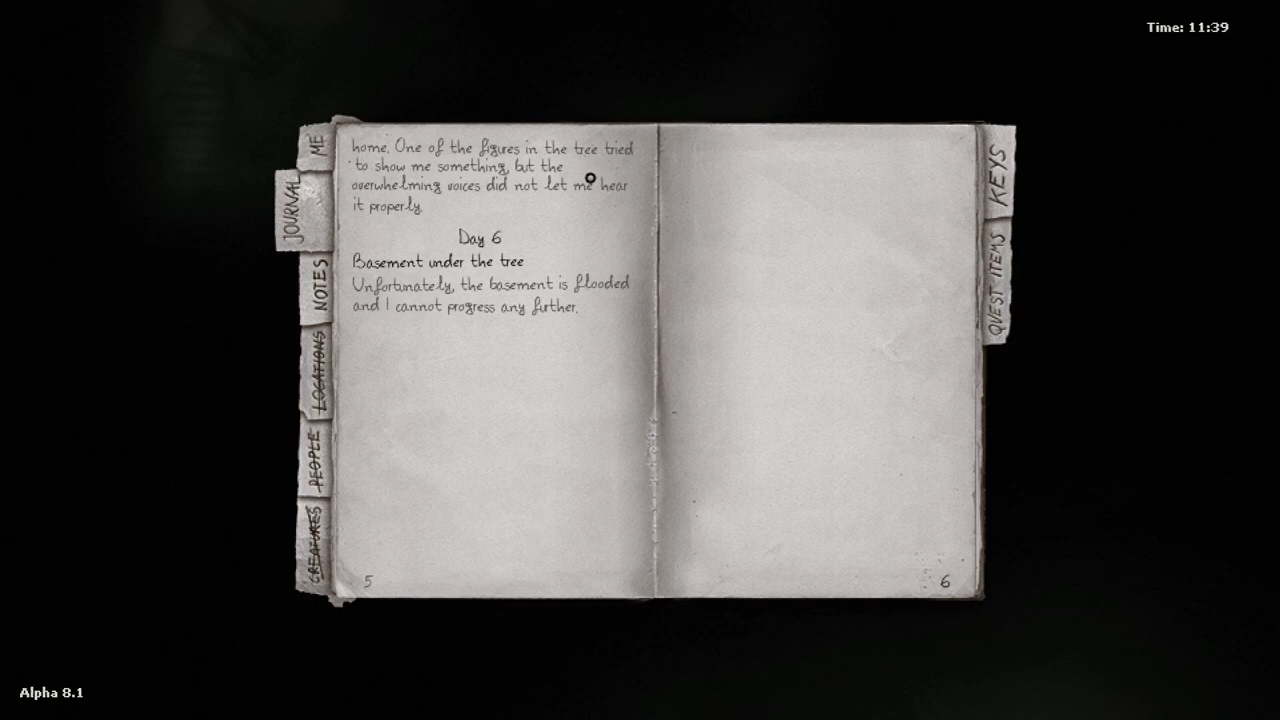 Time: 11:39
ME
JOURNAL
NOTES
LOCATIONS
PEOPLE
CREATURES
home. One of the figures in the tree tried
to show me something, but the
overwhelming voices did not let me hear
it properly.
Day 6
Basement under the tree
Unfortunately, the basement is flooded
and I cannot progress any further.
5
6
KEYS
QUEST ITEMS
Alpha 8.1